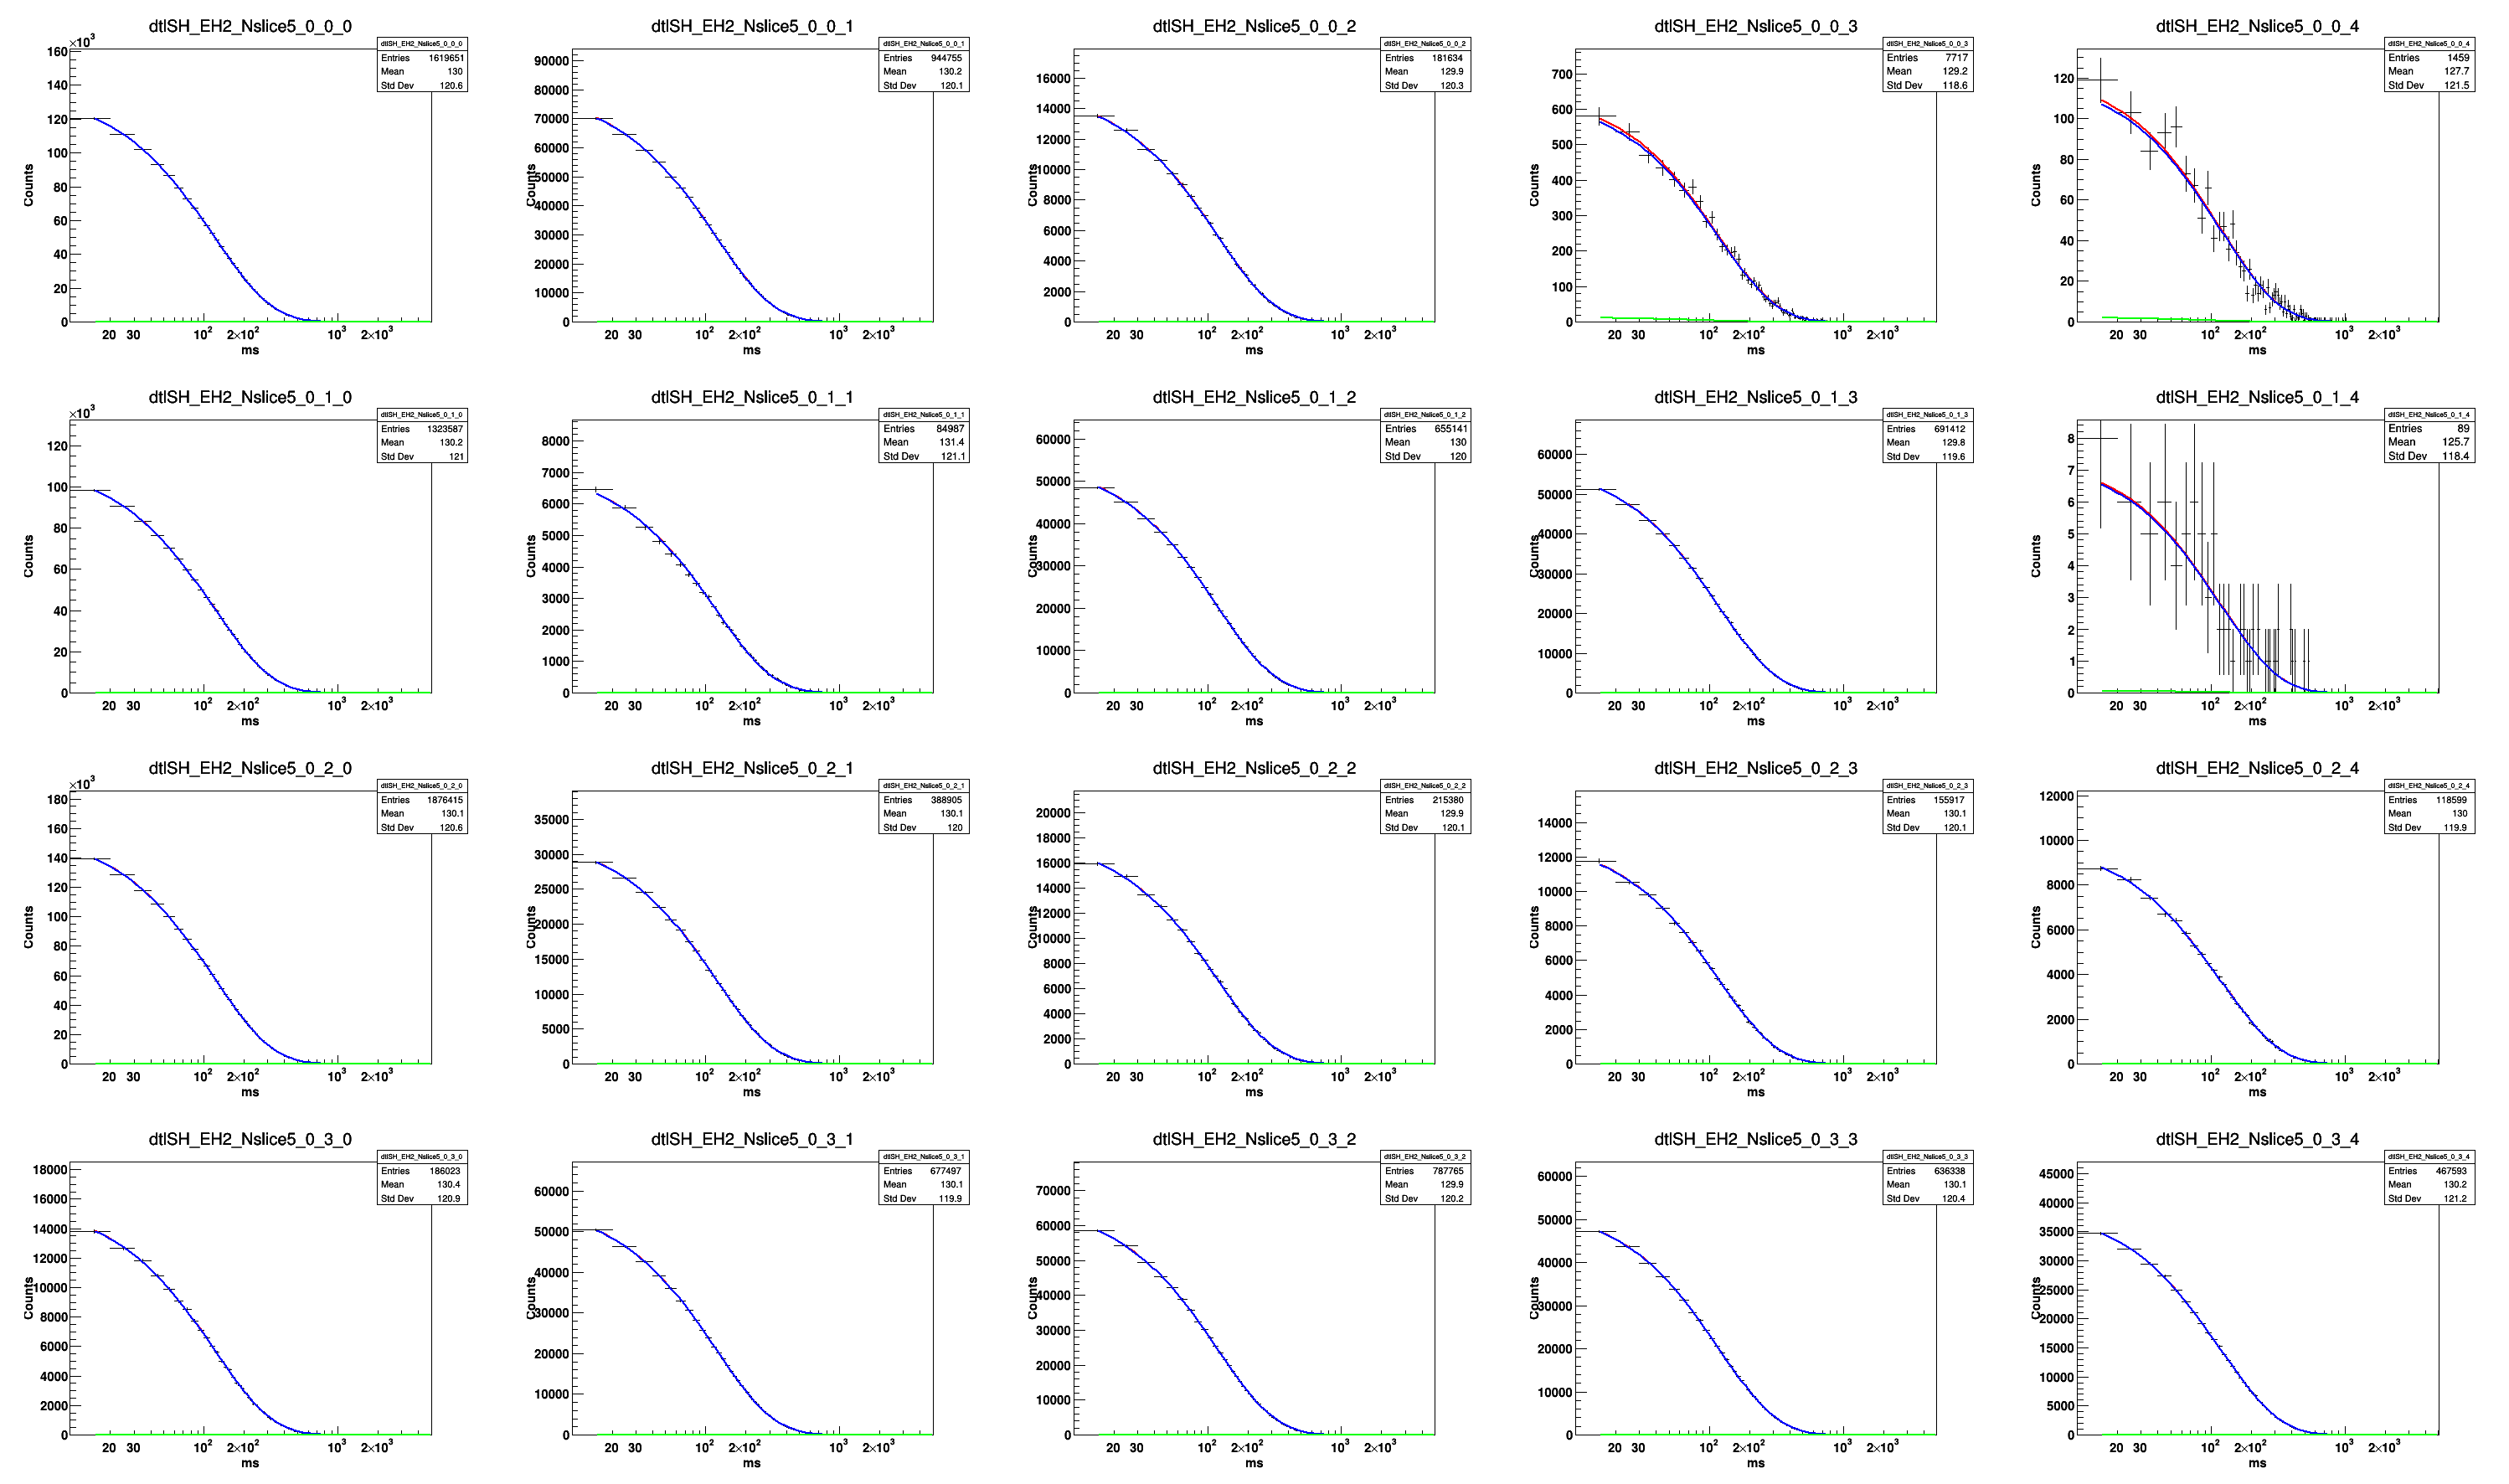 dtlSH_EH2_Nslice5_0_0_0
×10³
dtlSH_EH2_Nslice5_0_0_0
Entries 1619651
Mean 130
Std Dev 120.6
160
140
120
100
80
60
40
20
0
Counts
20 30 10² 2×10² 10³ 2×10³
ms
dtlSH_EH2_Nslice5_0_0_1
dtlSH_EH2_Nslice5_0_0_1
Entries 944755
Mean 130.2
Std Dev 120.1
90000
80000
70000
60000
50000
40000
30000
20000
10000
0
Counts
20 30 10² 2×10² 10³ 2×10³
ms
dtlSH_EH2_Nslice5_0_0_2
dtlSH_EH2_Nslice5_0_0_2
Entries 181634
Mean 129.9
Std Dev 120.3
16000
14000
12000
10000
8000
6000
4000
2000
0
Counts
20 30 10² 2×10² 10³ 2×10³
ms
dtlSH_EH2_Nslice5_0_0_3
dtlSH_EH2_Nslice5_0_0_3
Entries 7717
Mean 129.2
Std Dev 118.6
700
600
500
400
300
200
100
0
Counts
20 30 10² 2×10² 10³ 2×10³
ms
dtlSH_EH2_Nslice5_0_0_4
dtlSH_EH2_Nslice5_0_0_4
Entries 1459
Mean 127.7
Std Dev 121.5
120
100
80
60
40
20
0
Counts
20 30 10² 2×10² 10³ 2×10³
ms
dtlSH_EH2_Nslice5_0_1_0
×10³
dtlSH_EH2_Nslice5_0_1_0
Entries 1323587
Mean 130.2
Std Dev 121
120
100
80
60
40
20
0
Counts
20 30 10² 2×10² 10³ 2×10³
ms
dtlSH_EH2_Nslice5_0_1_1
dtlSH_EH2_Nslice5_0_1_1
Entries 84987
Mean 131.4
Std Dev 121.1
8000
7000
6000
5000
4000
3000
2000
1000
0
Counts
20 30 10² 2×10² 10³ 2×10³
ms
dtlSH_EH2_Nslice5_0_1_2
dtlSH_EH2_Nslice5_0_1_2
Entries 655141
Mean 130
Std Dev 120
60000
50000
40000
30000
20000
10000
0
Counts
20 30 10² 2×10² 10³ 2×10³
ms
dtlSH_EH2_Nslice5_0_1_3
dtlSH_EH2_Nslice5_0_1_3
Entries 691412
Mean 129.8
Std Dev 119.6
60000
50000
40000
30000
20000
10000
0
Counts
20 30 10² 2×10² 10³ 2×10³
ms
dtlSH_EH2_Nslice5_0_1_4
dtlSH_EH2_Nslice5_0_1_4
Entries 89
Mean 125.7
Std Dev 118.4
8
7
6
5
4
3
2
1
0
Counts
20 30 10² 2×10² 10³ 2×10³
ms
dtlSH_EH2_Nslice5_0_2_0
×10³
dtlSH_EH2_Nslice5_0_2_0
Entries 1876415
Mean 130.1
Std Dev 120.6
180
160
140
120
100
80
60
40
20
0
Counts
20 30 10² 2×10² 10³ 2×10³
ms
dtlSH_EH2_Nslice5_0_2_1
dtlSH_EH2_Nslice5_0_2_1
Entries 388905
Mean 130.1
Std Dev 120
35000
30000
25000
20000
15000
10000
5000
0
Counts
20 30 10² 2×10² 10³ 2×10³
ms
dtlSH_EH2_Nslice5_0_2_2
dtlSH_EH2_Nslice5_0_2_2
Entries 215380
Mean 129.9
Std Dev 120.1
20000
18000
16000
14000
12000
10000
8000
6000
4000
2000
0
Counts
20 30 10² 2×10² 10³ 2×10³
ms
dtlSH_EH2_Nslice5_0_2_3
dtlSH_EH2_Nslice5_0_2_3
Entries 155917
Mean 130.1
Std Dev 120.1
14000
12000
10000
8000
6000
4000
2000
0
Counts
20 30 10² 2×10² 10³ 2×10³
ms
dtlSH_EH2_Nslice5_0_2_4
dtlSH_EH2_Nslice5_0_2_4
Entries 118599
Mean 130
Std Dev 119.9
12000
10000
8000
6000
4000
2000
0
Counts
20 30 10² 2×10² 10³ 2×10³
ms
dtlSH_EH2_Nslice5_0_3_0
dtlSH_EH2_Nslice5_0_3_0
Entries 186023
Mean 130.4
Std Dev 120.9
18000
16000
14000
12000
10000
8000
6000
4000
2000
0
Counts
20 30 10² 2×10² 10³ 2×10³
ms
dtlSH_EH2_Nslice5_0_3_1
dtlSH_EH2_Nslice5_0_3_1
Entries 677497
Mean 130.1
Std Dev 119.9
60000
50000
40000
30000
20000
10000
0
Counts
20 30 10² 2×10² 10³ 2×10³
ms
dtlSH_EH2_Nslice5_0_3_2
dtlSH_EH2_Nslice5_0_3_2
Entries 787765
Mean 129.9
Std Dev 120.2
70000
60000
50000
40000
30000
20000
10000
0
Counts
20 30 10² 2×10² 10³ 2×10³
ms
dtlSH_EH2_Nslice5_0_3_3
dtlSH_EH2_Nslice5_0_3_3
Entries 636338
Mean 130.1
Std Dev 120.4
60000
50000
40000
30000
20000
10000
0
Counts
20 30 10² 2×10² 10³ 2×10³
ms
dtlSH_EH2_Nslice5_0_3_4
dtlSH_EH2_Nslice5_0_3_4
Entries 467593
Mean 130.2
Std Dev 121.2
45000
40000
35000
30000
25000
20000
15000
10000
5000
0
Counts
20 30 10² 2×10² 10³ 2×10³
ms